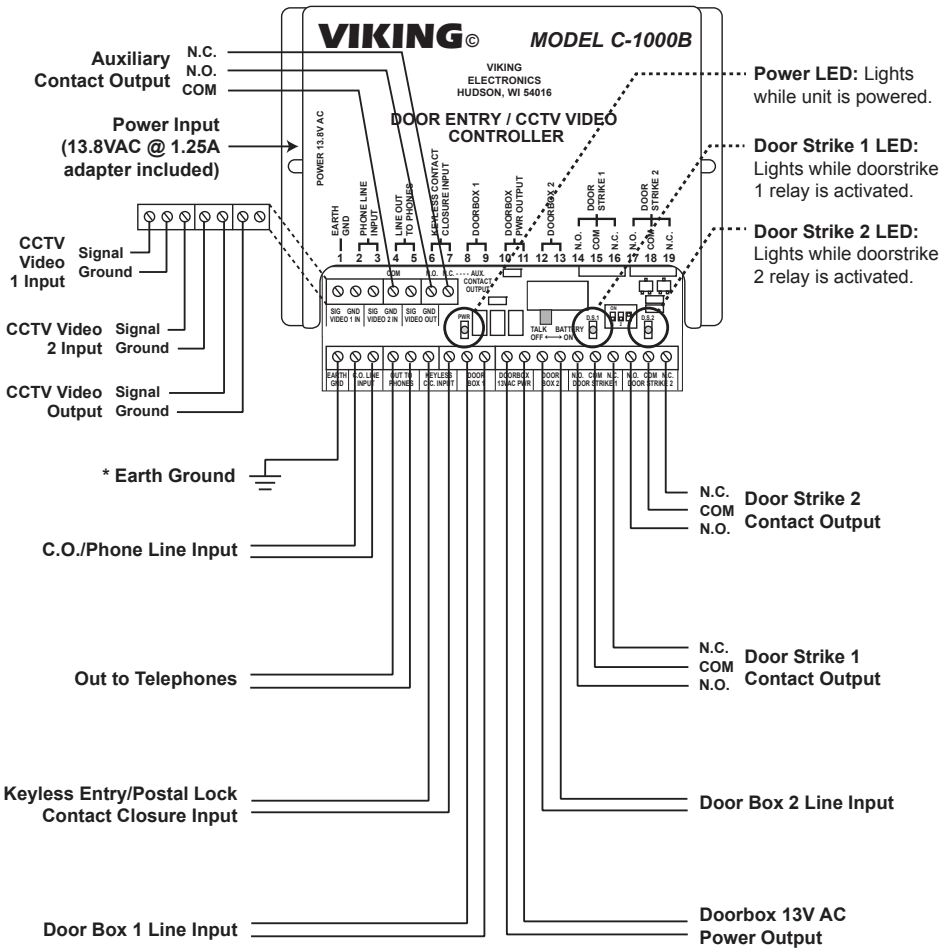 VIKING©
MODEL C-1000B
VIKING
ELECTRONICS
HUDSON, WI 54016
DOOR ENTRY / CCTV VIDEO
CONTROLLER
POWER 13.8V AC
Auxiliary
Contact Output
N.C.
N.O.
COM
Power Input
(13.8VAC @ 1.25A
adapter included)
Power LED: Lights
while unit is powered.
Door Strike 1 LED:
Lights while doorstrike
1 relay is activated.
Door Strike 2 LED:
Lights while doorstrike
2 relay is activated.
EARTH
GND
PHONE LINE
INPUT
LINE OUT
TO PHONES
KEYLESS CONTACT
CLOSURE INPUT
DOORBOX 1
DOORBOX
PWR OUTPUT
DOORBOX 2
DOOR
STRIKE 1
DOOR
STRIKE 2
N.O. COM N.C. N.O. COM N.C.
1 2 3 4 5 6 7 8 9 10 11 12 13 14 15 16 17 18 19
COM N.O. N.C. ---- AUX.
CONTACT
OUTPUT
SIG GND SIG GND SIG GND
VIDEO 1 IN VIDEO 2 IN VIDEO OUT
PWR
TALK BATTERY
OFF ←→ ON
D.S.1
ON
1 2 3
D.S.2
EARTH
GND
C.O. LINE
INPUT
OUT TO
PHONES
KEYLESS
C.C. INPUT
DOOR
BOX 1
DOORBOX
13VAC PWR
DOOR
BOX 2
N.O. COM N.C.
DOOR STRIKE 1
N.O. COM N.C.
DOOR STRIKE 2
CCTV
Video
1 Input
Signal
Ground
CCTV Video
2 Input
Signal
Ground
CCTV Video
Output
Signal
Ground
* Earth Ground
C.O./Phone Line Input
Out to Telephones
Keyless Entry/Postal Lock
Contact Closure Input
Door Box 1 Line Input
N.C.
COM
N.O.
Door Strike 2
Contact Output
N.C.
COM
N.O.
Door Strike 1
Contact Output
Door Box 2 Line Input
Doorbox 13V AC
Power Output